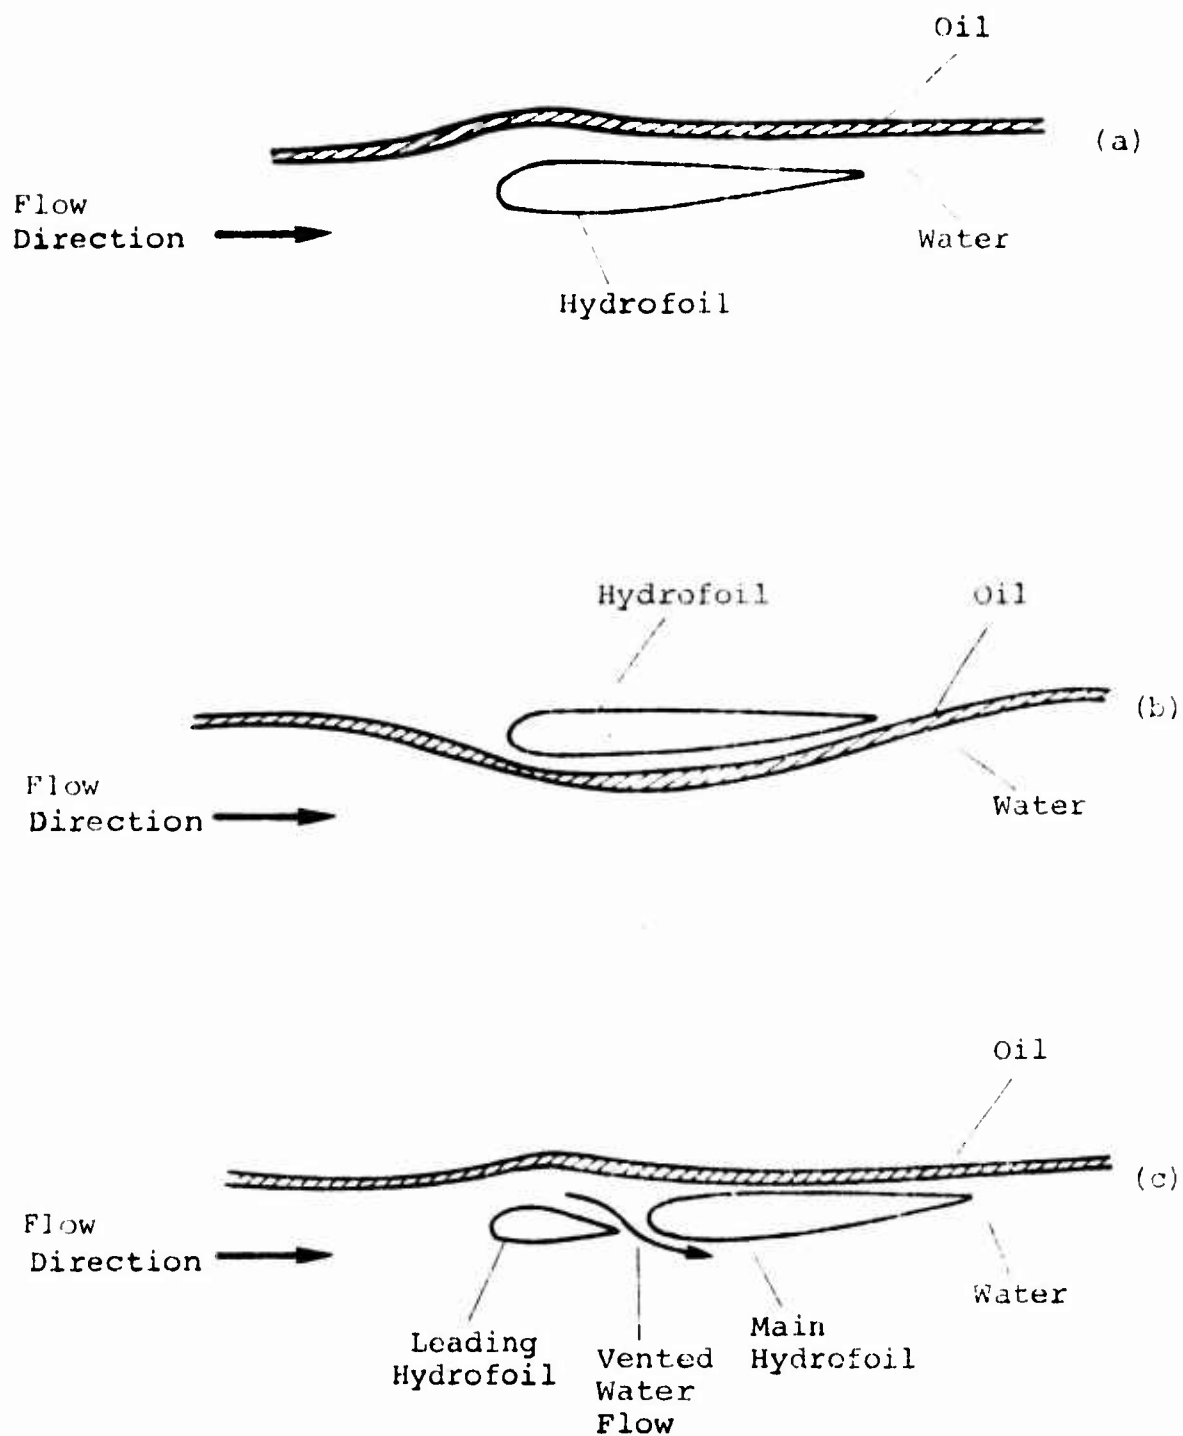 Oil
(a)
Flow
Direction
Water
Hydrofoil
Hydrofoil
Oil
(b)
Flow
Direction
Water
Oil
(c)
Flow
Direction
Water
Leading
Hydrofoil
Vented
Water
Flow
Main
Hydrofoil